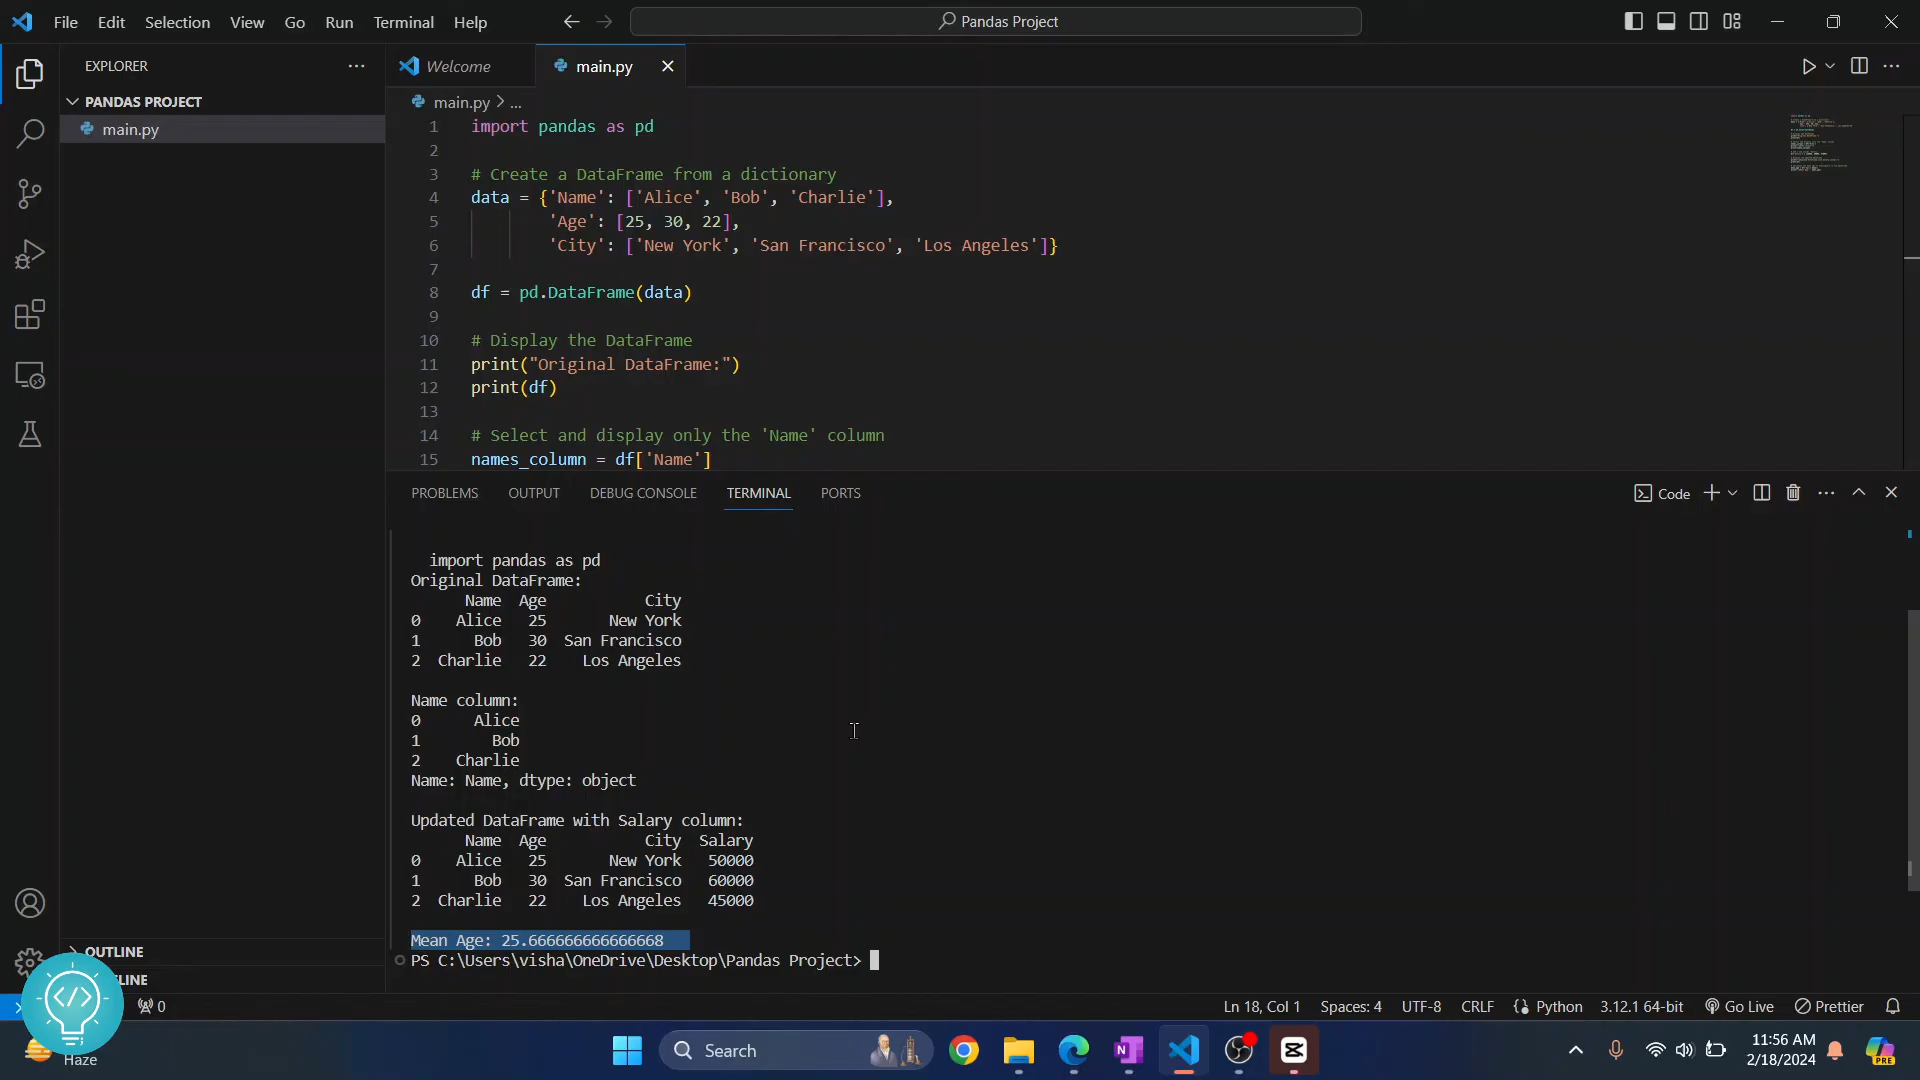 File Edit Selection View Go Run Terminal Help
Pandas Project
EXPLORER
PANDAS PROJECT
main.py
Welcome
main.py
main.py > ...
1 import pandas as pd
2
3 # Create a DataFrame from a dictionary
4 data = {'Name': ['Alice', 'Bob', 'Charlie'],
5 'Age': [25, 30, 22],
6 'City': ['New York', 'San Francisco', 'Los Angeles']}
7
8 df = pd.DataFrame(data)
9
10 # Display the DataFrame
11 print("Original DataFrame:")
12 print(df)
13
14 # Select and display only the 'Name' column
15 names_column = df['Name']
PROBLEMS OUTPUT DEBUG CONSOLE TERMINAL PORTS
Code
import pandas as pd
Original DataFrame:
Name Age City
0 Alice 25 New York
1 Bob 30 San Francisco
2 Charlie 22 Los Angeles
Name column:
0 Alice
1 Bob
2 Charlie
Name: Name, dtype: object
Updated DataFrame with Salary column:
Name Age City Salary
0 Alice 25 New York 50000
1 Bob 30 San Francisco 60000
2 Charlie 22 Los Angeles 45000
Mean Age: 25.666666666666668
PS C:\Users\visha\OneDrive\Desktop\Pandas Project>
OUTLINE
LINE
0
Ln 18, Col 1 Spaces: 4 UTF-8 CRLF Python 3.12.1 64-bit Go Live Prettier
Haze
Search
11:56 AM
2/18/2024
PRE